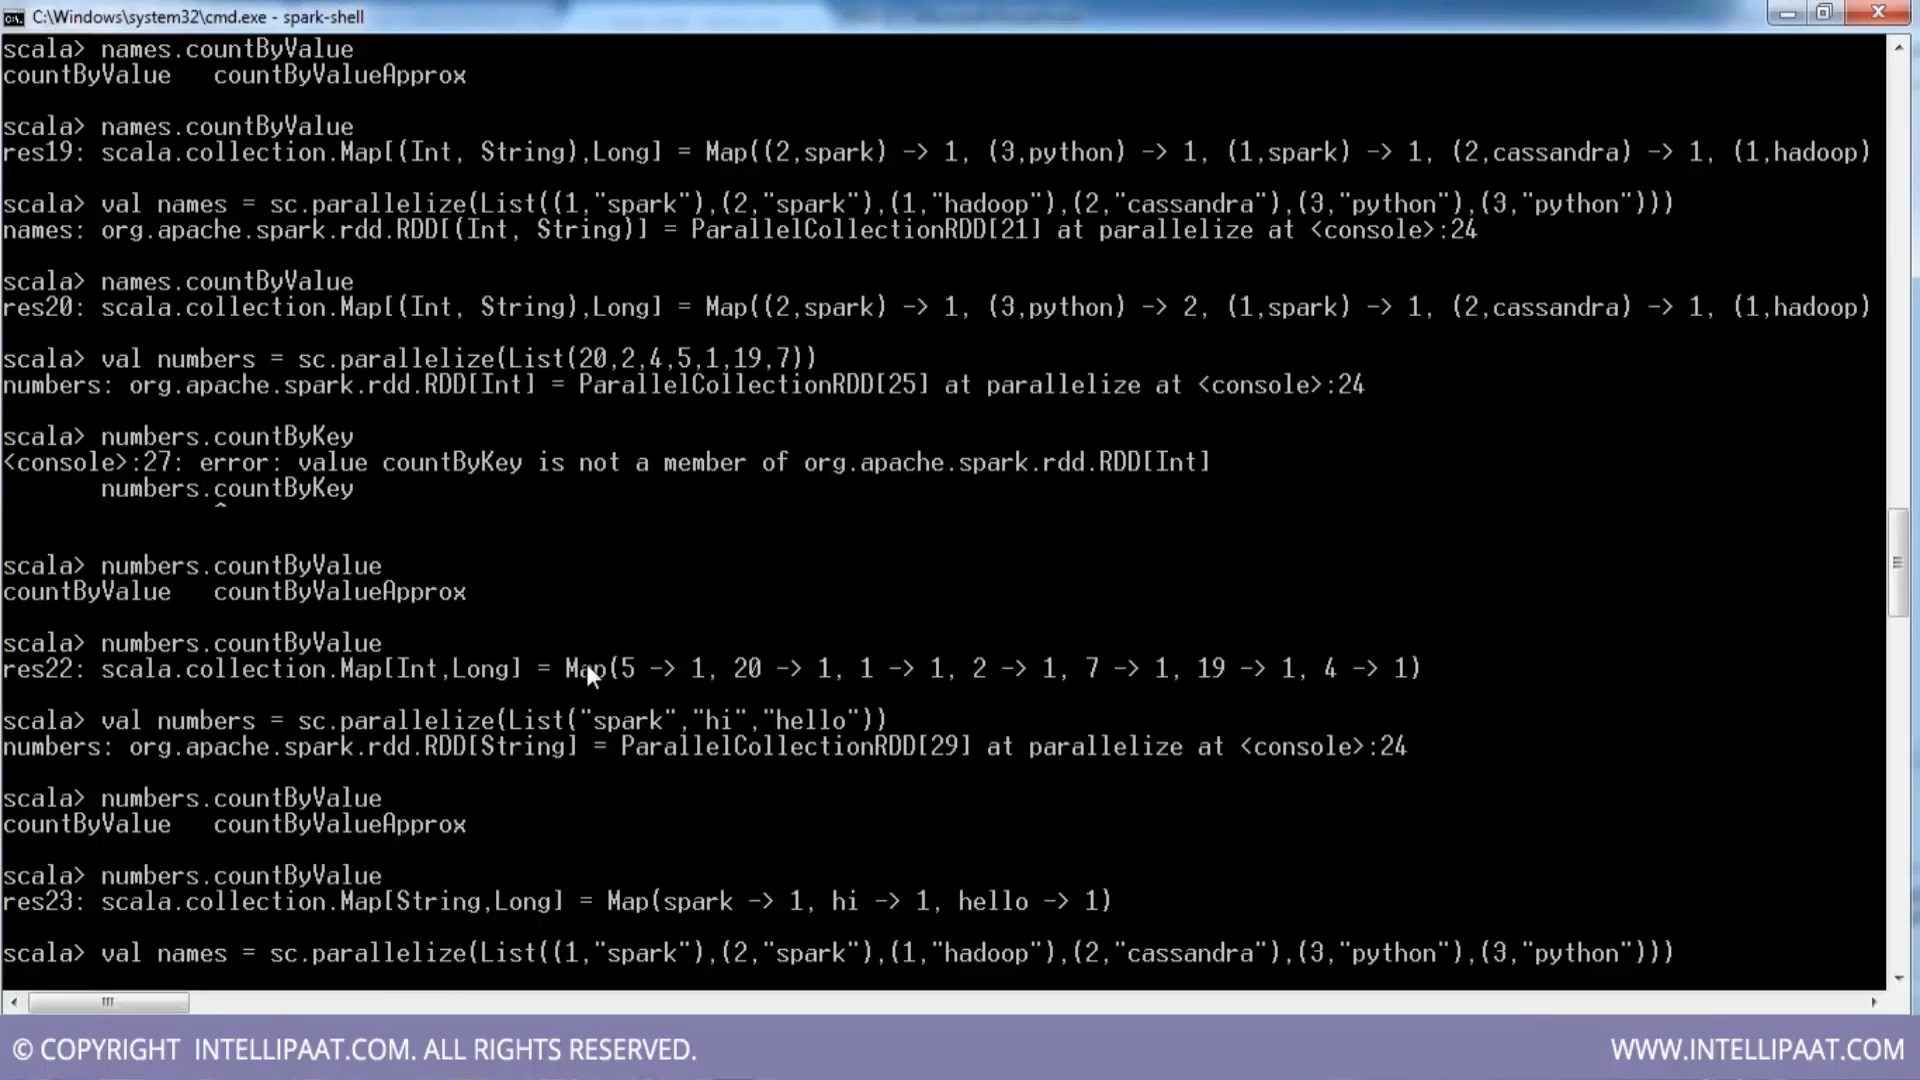 C:\Windows\system32\cmd.exe - spark-shell
scala> names.countByValue
countByValue   countByValueApprox
scala> names.countByValue
res19: scala.collection.Map[(Int, String),Long] = Map((2,spark) -> 1, (3,python) -> 1, (1,spark) -> 1, (2,cassandra) -> 1, (1,hadoop)
scala> val names = sc.parallelize(List((1,"spark"),(2,"spark"),(1,"hadoop"),(2,"cassandra"),(3,"python"),(3,"python")))
names: org.apache.spark.rdd.RDD[(Int, String)] = ParallelCollectionRDD[21] at parallelize at <console>:24
scala> names.countByValue
res20: scala.collection.Map[(Int, String),Long] = Map((2,spark) -> 1, (3,python) -> 2, (1,spark) -> 1, (2,cassandra) -> 1, (1,hadoop)
scala> val numbers = sc.parallelize(List(20,2,4,5,1,19,7))
numbers: org.apache.spark.rdd.RDD[Int] = ParallelCollectionRDD[25] at parallelize at <console>:24
scala> numbers.countByKey
<console>:27: error: value countByKey is not a member of org.apache.spark.rdd.RDD[Int]
numbers.countByKey
^
scala> numbers.countByValue
countByValue   countByValueApprox
scala> numbers.countByValue
res22: scala.collection.Map[Int,Long] = Map(5 -> 1, 20 -> 1, 1 -> 1, 2 -> 1, 7 -> 1, 19 -> 1, 4 -> 1)
scala> val numbers = sc.parallelize(List("spark","hi","hello"))
numbers: org.apache.spark.rdd.RDD[String] = ParallelCollectionRDD[29] at parallelize at <console>:24
scala> numbers.countByValue
countByValue   countByValueApprox
scala> numbers.countByValue
res23: scala.collection.Map[String,Long] = Map(spark -> 1, hi -> 1, hello -> 1)
scala> val names = sc.parallelize(List((1,"spark"),(2,"spark"),(1,"hadoop"),(2,"cassandra"),(3,"python"),(3,"python")))
© COPYRIGHT INTELLIPAAT.COM. ALL RIGHTS RESERVED.
WWW.INTELLIPAAT.COM